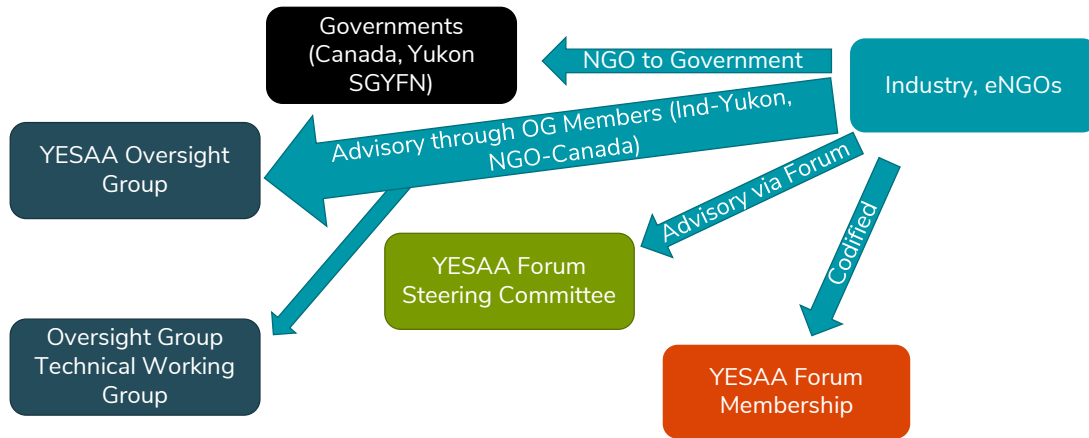 Governments
(Canada, Yukon
SGYFN)
NGO to Government
Industry, eNGOs
Advisory through OG Members (Ind-Yukon,
NGO-Canada)
YESAA Oversight
Group
Advisory via Forum
Codified
YESAA Forum
Steering Committee
Oversight Group
Technical Working
Group
YESAA Forum
Membership